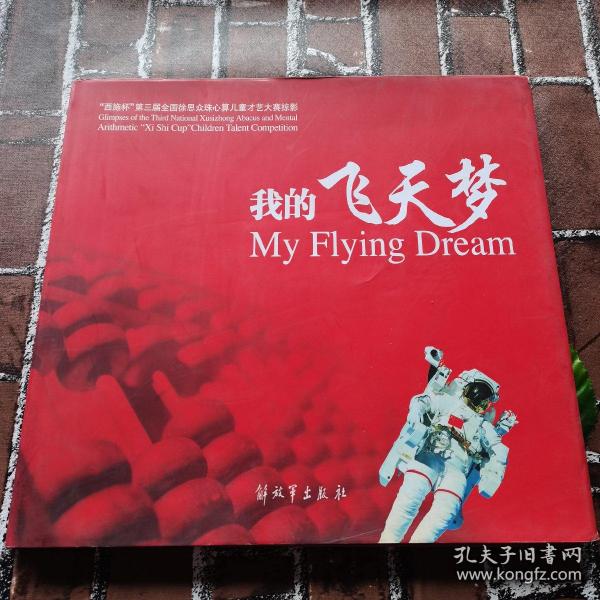 "西施杯"第三届全国徐思众珠心算儿童才艺大赛掠影
Glimpses of the Third National Xusizhong Abacus and Mental
Arithmetic "Xi Shi Cup"Children Talent Competition
我的飞天梦
My Flying Dream
解放军出版社
孔夫子旧书网
www.kongfz.com